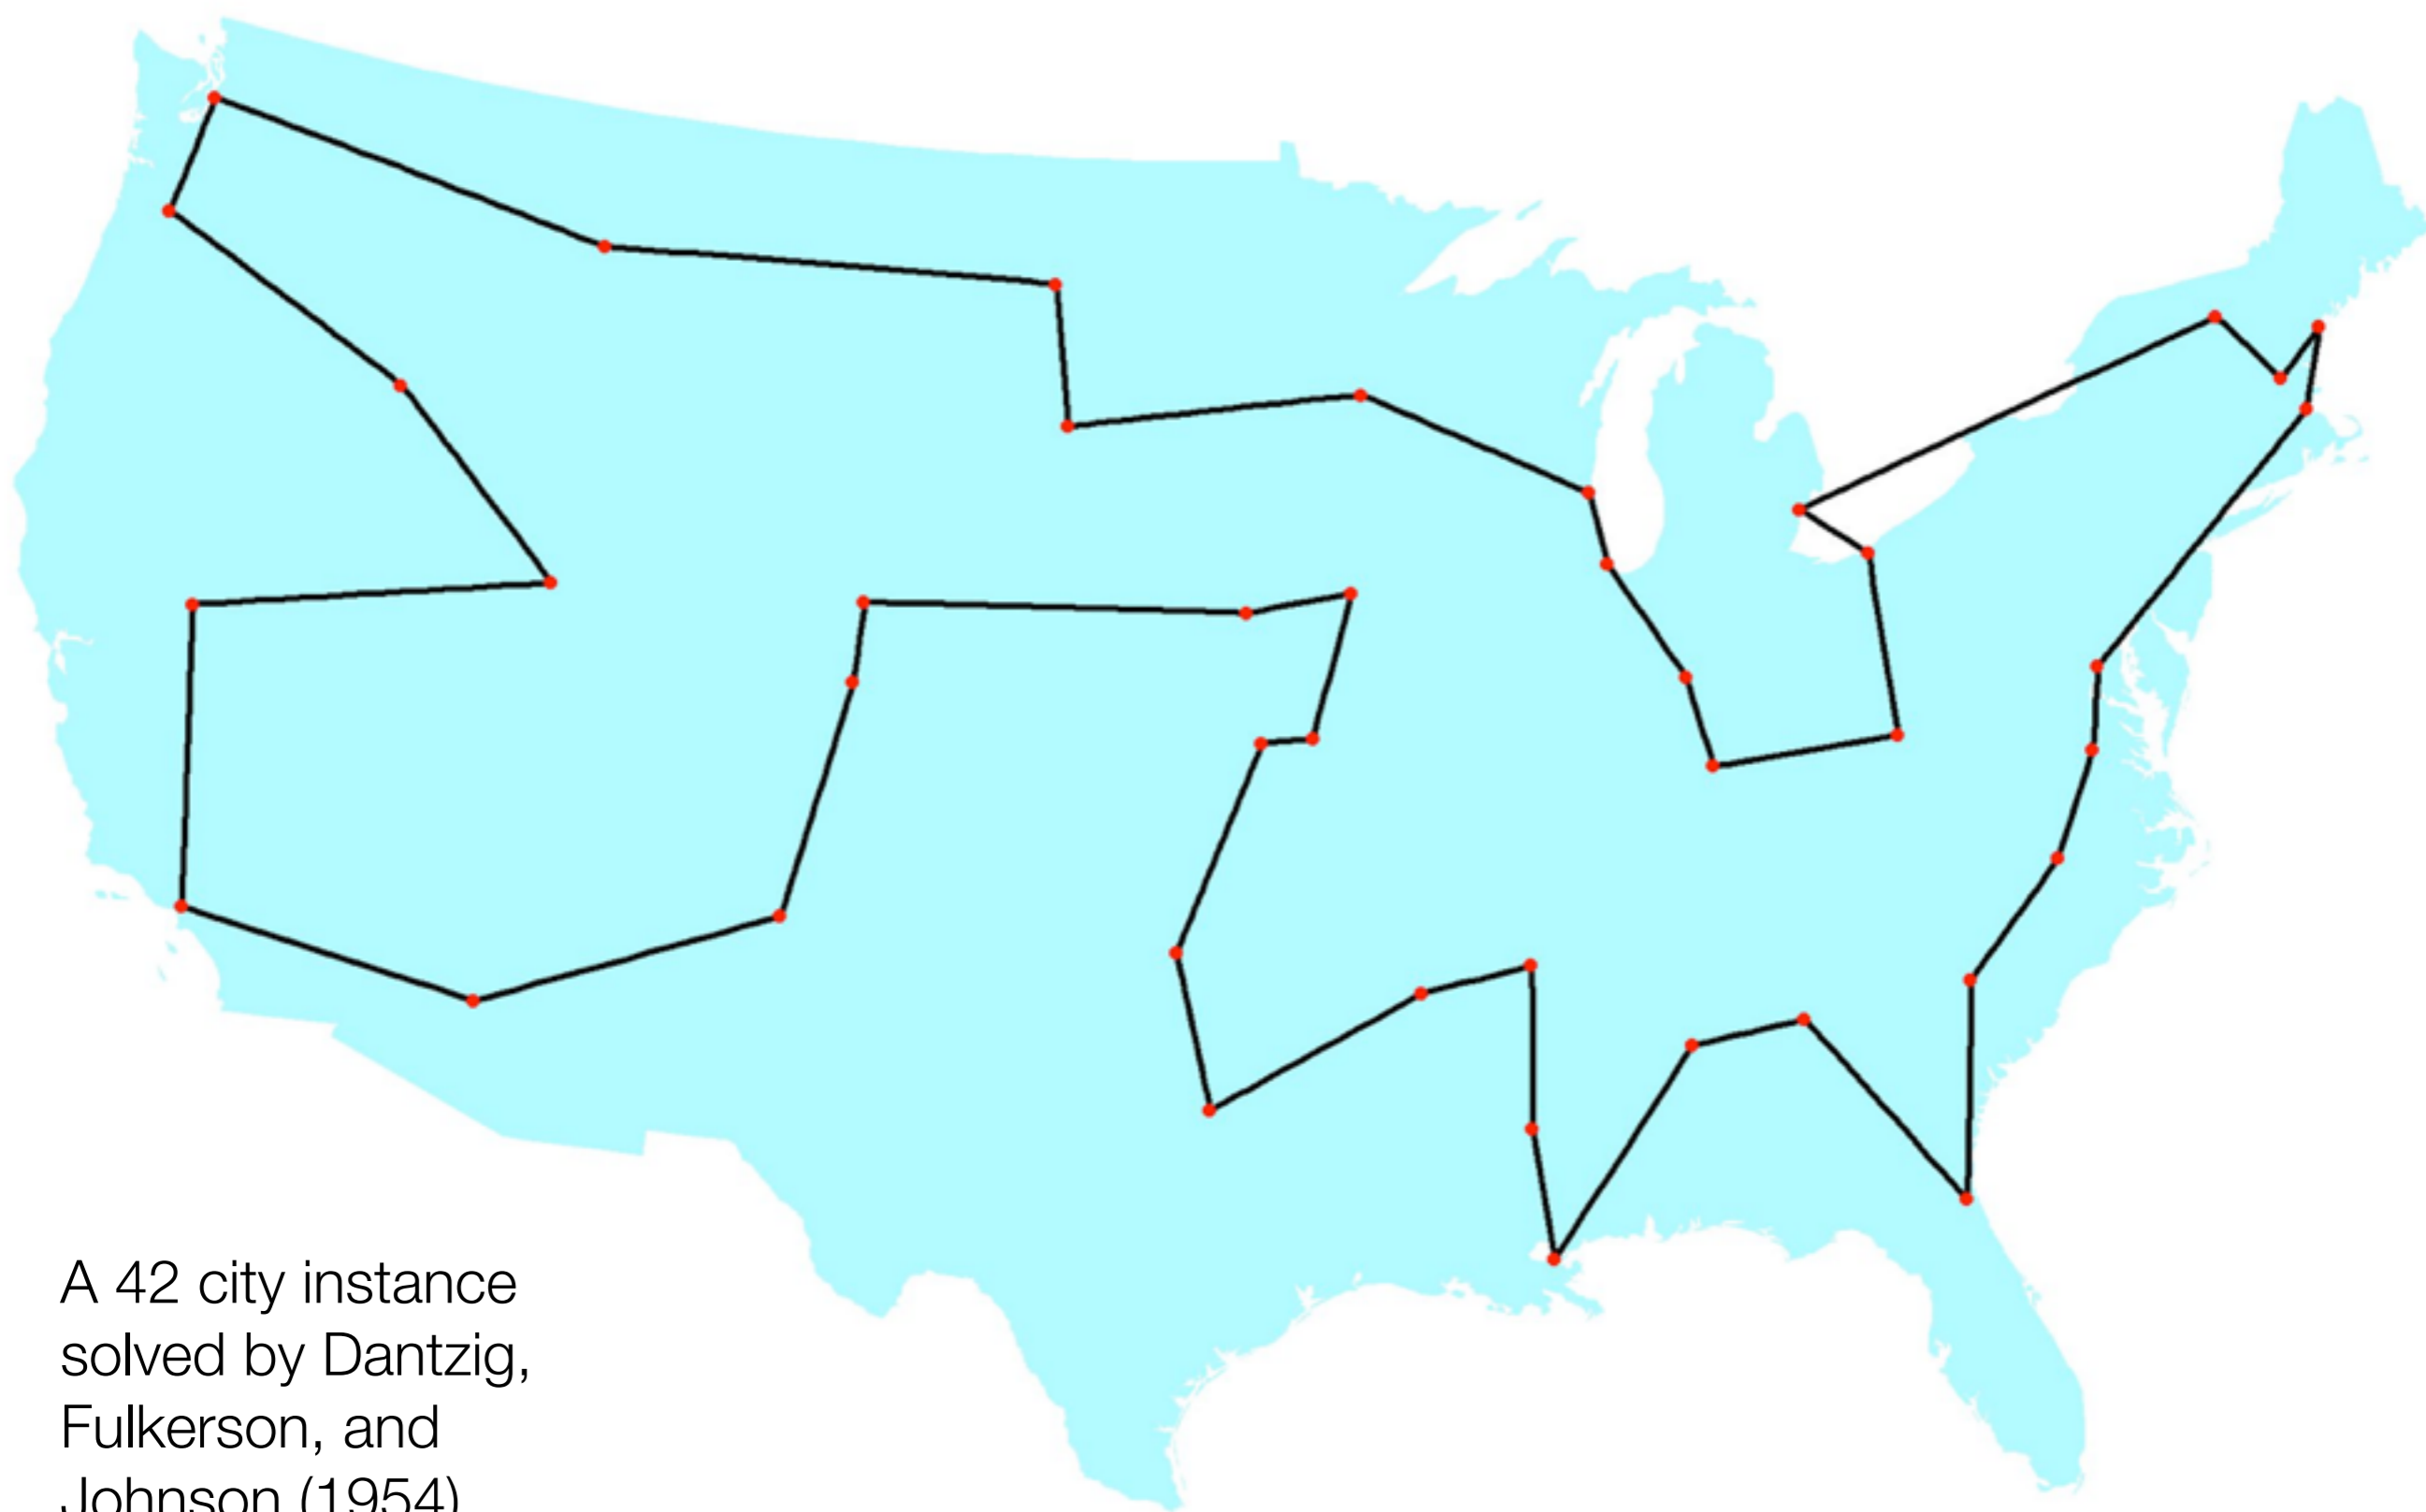 A 42 city instance
solved by Dantzig,
Fulkerson, and
Johnson (1954)